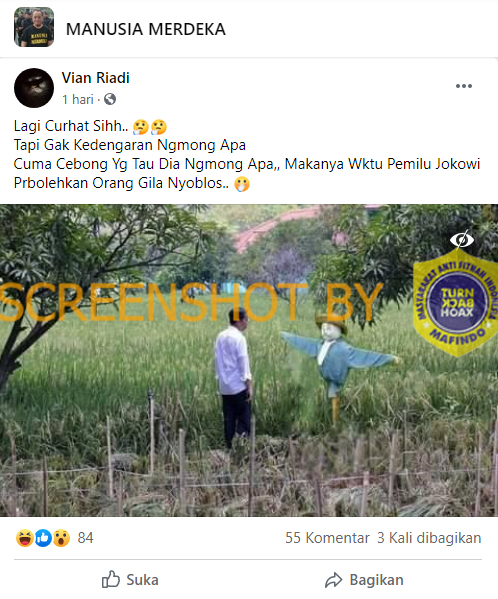 MANUSIA MERDEKA
Vian Riadi
1 hari ·
Lagi Curhat Sihh.. 🤔🤔
Tapi Gak Kedengaran Ngmong Apa
Cuma Cebong Yg Tau Dia Ngmong Apa,, Makanya Wktu Pemilu Jokowi
Prbolehkan Orang Gila Nyoblos.. 🤭
SCREENSHOT BY
MASYARAKAT ANTI FITNAH INDONESIA
TURN
BACK
HOAX
MAFINDO
84
55 Komentar 3 Kali dibagikan
Suka
Bagikan